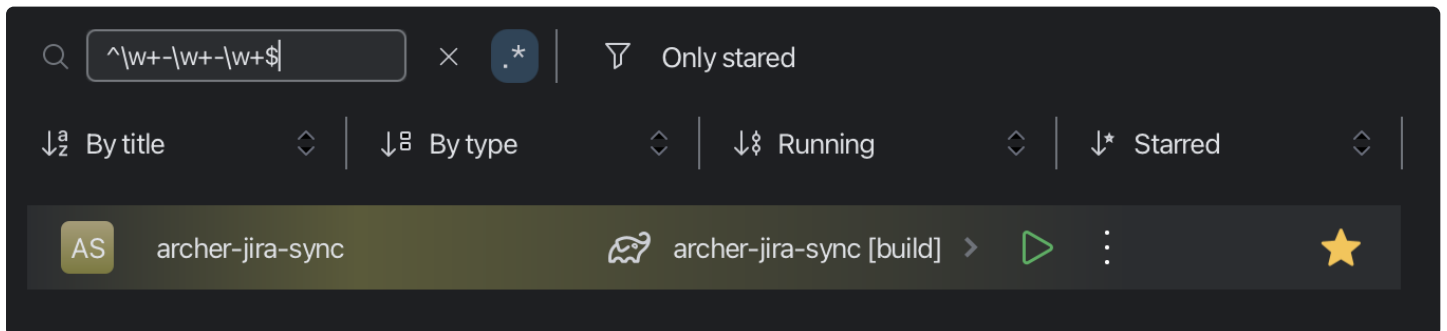 ^\w+-\w+-\w+$ .* Only stared
By title By type Running Starred
AS archer-jira-sync archer-jira-sync [build]